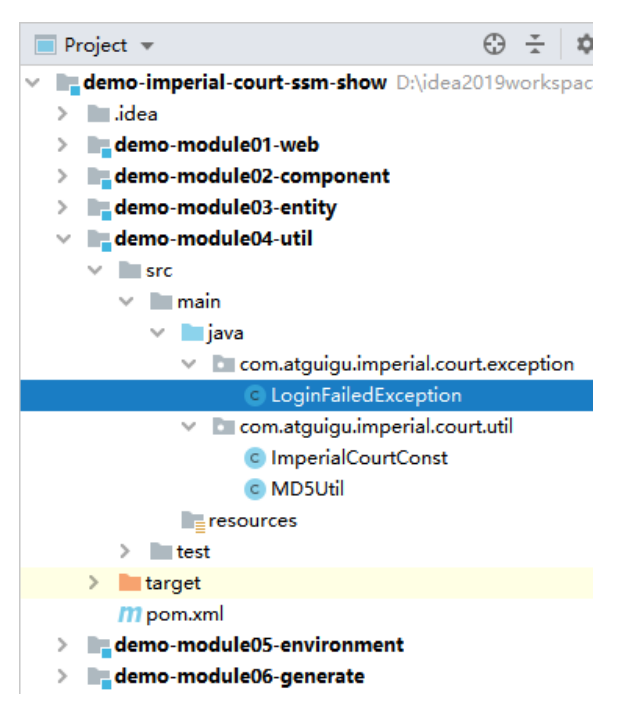 Project
demo-imperial-court-ssm-show D:\idea2019workspac
.idea
demo-module01-web
demo-module02-component
demo-module03-entity
demo-module04-util
src
main
java
com.atguigu.imperial.court.exception
C LoginFailedException
com.atguigu.imperial.court.util
C ImperialCourtConst
C MD5Util
resources
test
target
m pom.xml
demo-module05-environment
demo-module06-generate